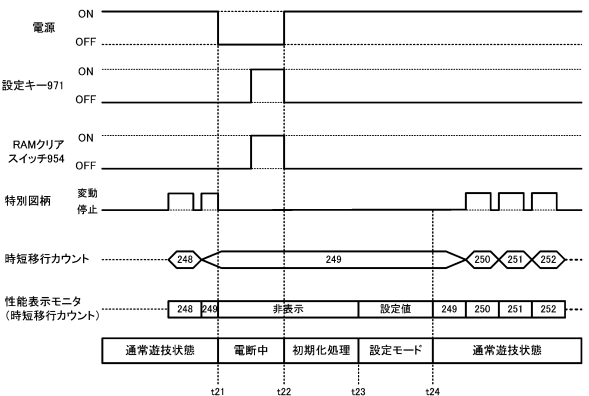 電源
ON
OFF
設定キー971
ON
OFF
RAMクリア
スイッチ954
ON
OFF
特別図柄
変動
停止
時短移行カウント
248
249
250
251
252
性能表示モニタ
(時短移行カウント)
248
249
非表示
設定値
249
250
251
252
通常遊技状態
電断中
初期化処理
設定モード
通常遊技状態
t21
t22
t23
t24